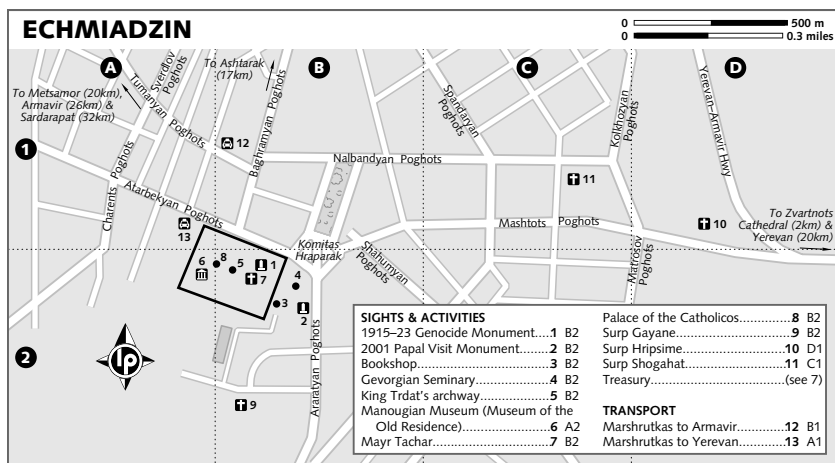 ECHMIADZIN
0 500 m
0 0.3 miles
A
B
C
D
1
2
To Metsamor (20km),
Armavir (26km) &
Sardarapat (32km)
Sverdlov
Poghots
Tumanyan Poghots
To Ashtarak
(17km)
Baghramyan Poghots
Spandaryan
Poghots
Kolkhozyan
Poghots
Yerevan–Armavir Hwy
12
Nalbandyan Poghots
11
Charents Poghots
Atarbekyan Poghots
13
Mashtots Poghots
10
To Zvartnots
Cathedral (2km) &
Yerevan (20km)
Komitas
Hraparak
Shahumyan
Poghots
Matrosov
Poghots
6
8
5
1
7
4
3
2
Araratyan Poghots
9
lp
SIGHTS & ACTIVITIES
1915–23 Genocide Monument....1 B2
2001 Papal Visit Monument......2 B2
Bookshop..............................3 B2
Gevorgian Seminary................4 B2
King Trdat's archway................5 B2
Manougian Museum (Museum of the
Old Residence)....................6 A2
Mayr Tachar..........................7 B2
Palace of the Catholicos............8 B2
Surp Gayane..........................9 B2
Surp Hripsime.......................10 D1
Surp Shogahat.......................11 C1
Treasury..............................(see 7)
TRANSPORT
Marshrutkas to Armavir............12 B1
Marshrutkas to Yerevan............13 A1